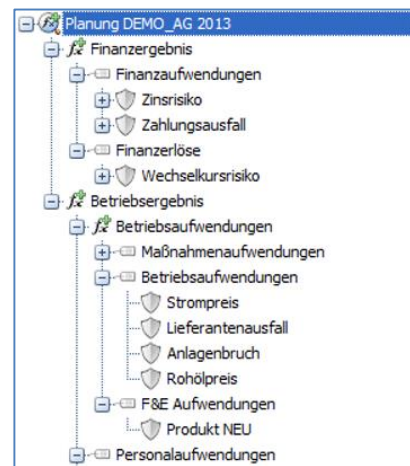 Planung DEMO_AG 2013
Finanzergebnis
Finanzaufwendungen
Zinsrisiko
Zahlungsausfall
Finanzerlöse
Wechselkursrisiko
Betriebsergebnis
Betriebsaufwendungen
Maßnahmenaufwendungen
Betriebsaufwendungen
Strompreis
Lieferantenausfall
Anlagenbruch
Rohölpreis
F&E Aufwendungen
Produkt NEU
Personalaufwendungen